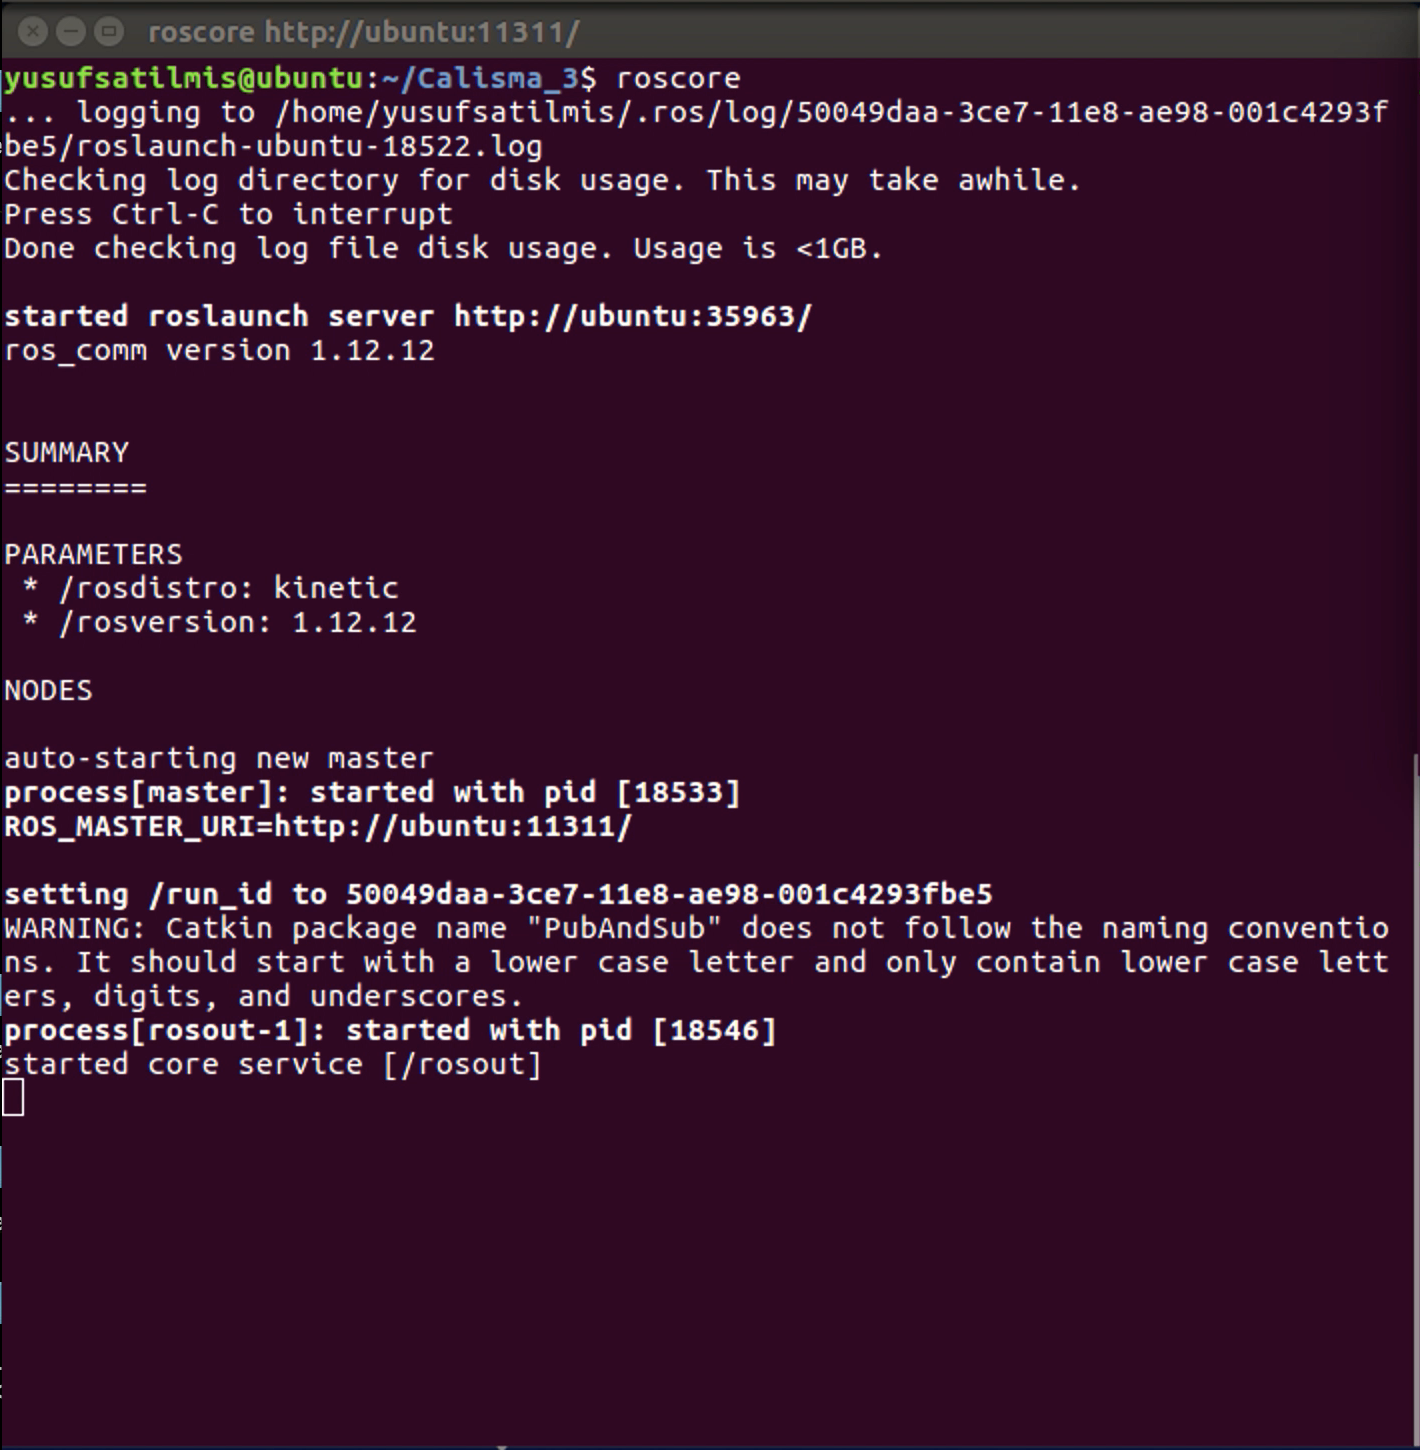 roscore http://ubuntu:11311/
yusufsatilmis@ubuntu:~/Calisma_3$ roscore
... logging to /home/yusufsatilmis/.ros/log/50049daa-3ce7-11e8-ae98-001c4293f
be5/roslaunch-ubuntu-18522.log
Checking log directory for disk usage. This may take awhile.
Press Ctrl-C to interrupt
Done checking log file disk usage. Usage is <1GB.
started roslaunch server http://ubuntu:35963/
ros_comm version 1.12.12
SUMMARY
========
PARAMETERS
 * /rosdistro: kinetic
 * /rosversion: 1.12.12
NODES
auto-starting new master
process[master]: started with pid [18533]
ROS_MASTER_URI=http://ubuntu:11311/
setting /run_id to 50049daa-3ce7-11e8-ae98-001c4293fbe5
WARNING: Catkin package name "PubAndSub" does not follow the naming conventio
ns. It should start with a lower case letter and only contain lower case lett
ers, digits, and underscores.
process[rosout-1]: started with pid [18546]
started core service [/rosout]